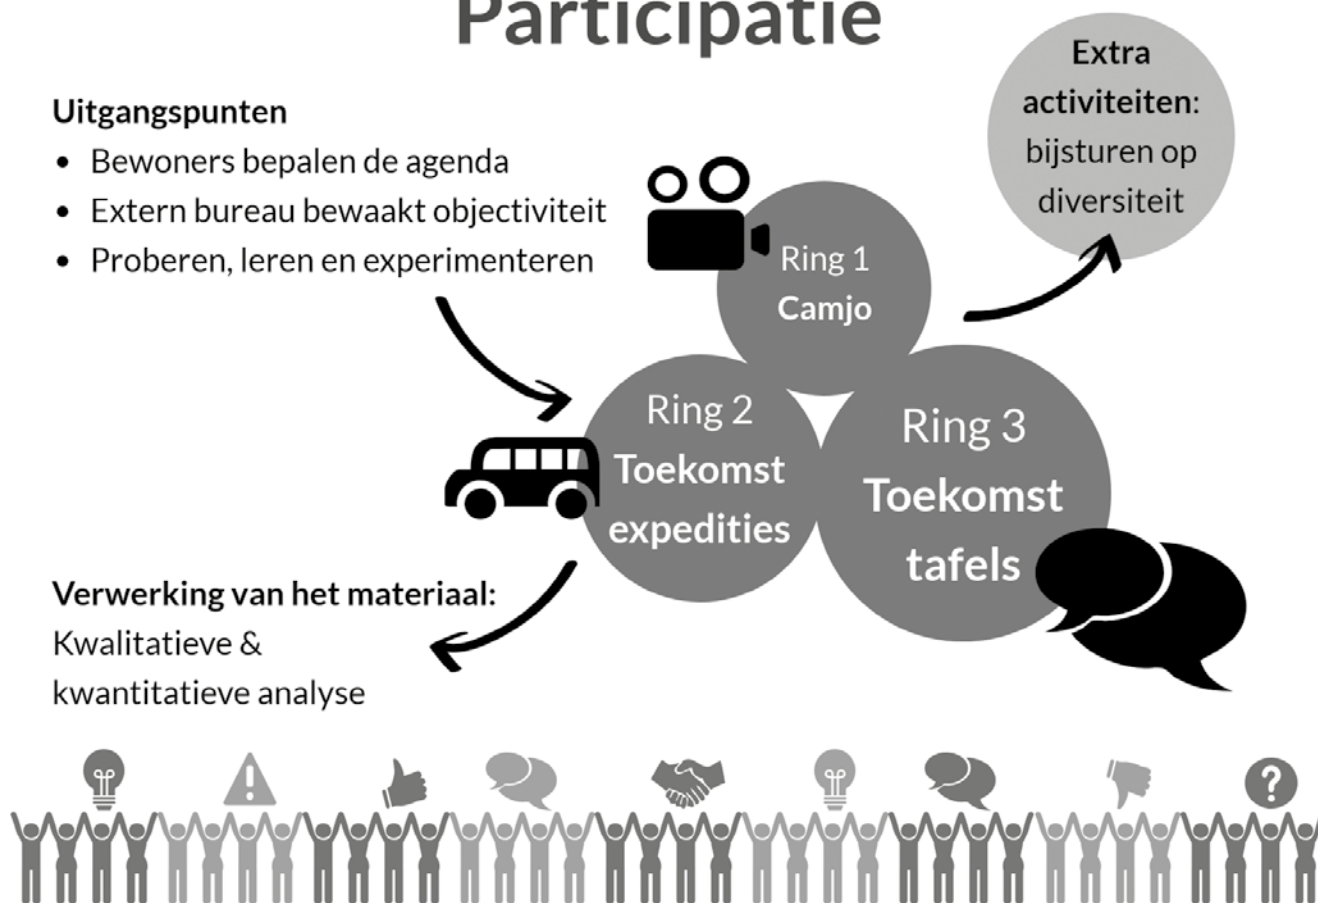 Participatie
Uitgangspunten
• Bewoners bepalen de agenda
• Extern bureau bewaakt objectiviteit
• Proberen, leren en experimenteren
Extra
activiteiten:
bijsturen op
diversiteit
Ring 1
Camjo
Ring 2
Toekomst
expedities
Ring 3
Toekomst
tafels
Verwerking van het materiaal:
Kwalitatieve &
kwantitatieve analyse
?